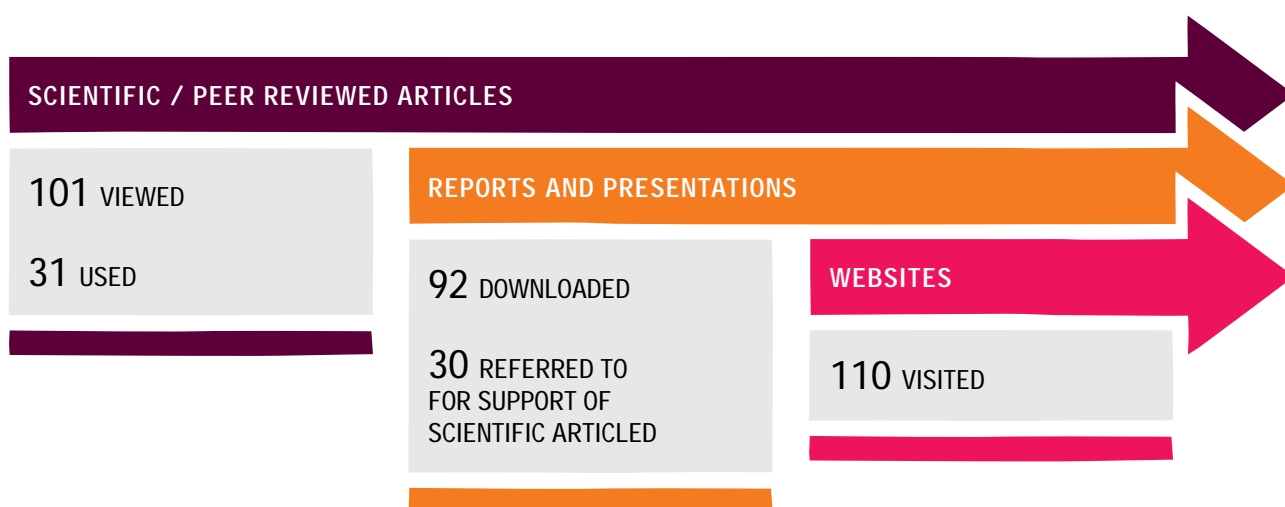 SCIENTIFIC / PEER REVIEWED ARTICLES
101 VIEWED
31 USED
REPORTS AND PRESENTATIONS
92 DOWNLOADED
30 REFERRED TO
FOR SUPPORT OF
SCIENTIFIC ARTICLED
WEBSITES
110 VISITED